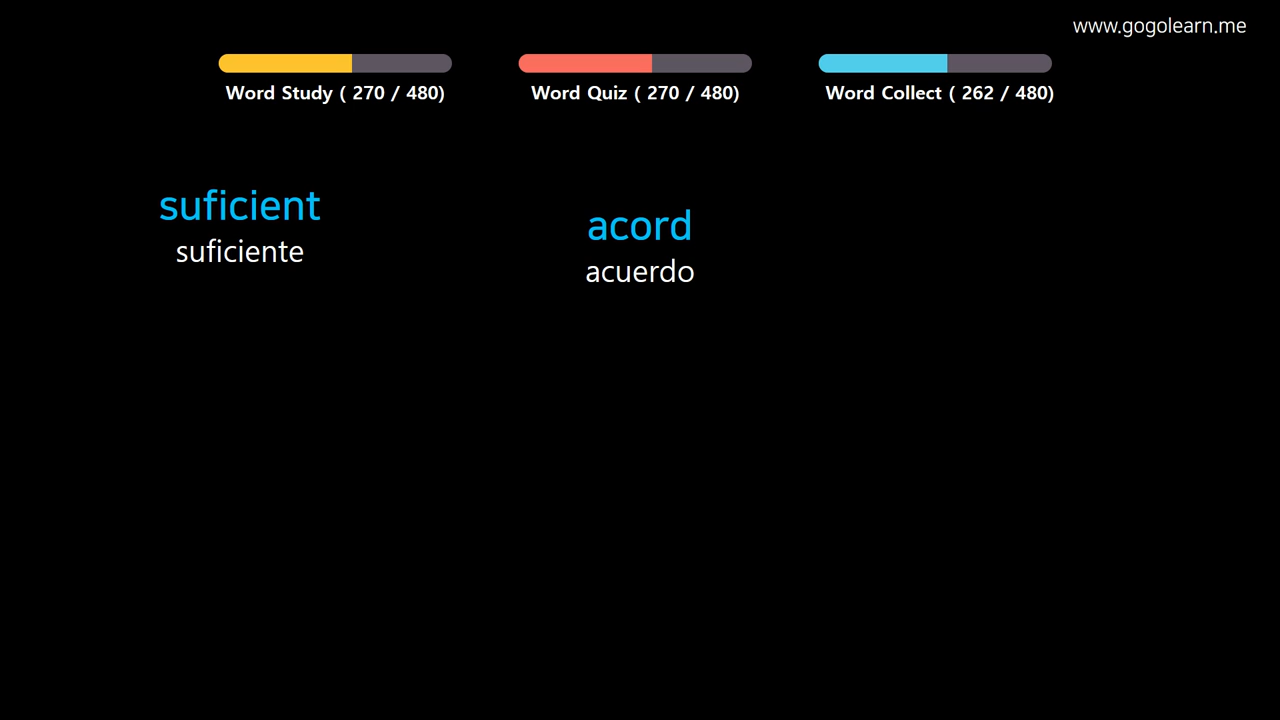 www.gogolearn.me
Word Study ( 270 / 480)
Word Quiz ( 270 / 480)
Word Collect ( 262 / 480)
suficient
suficiente
acord
acuerdo